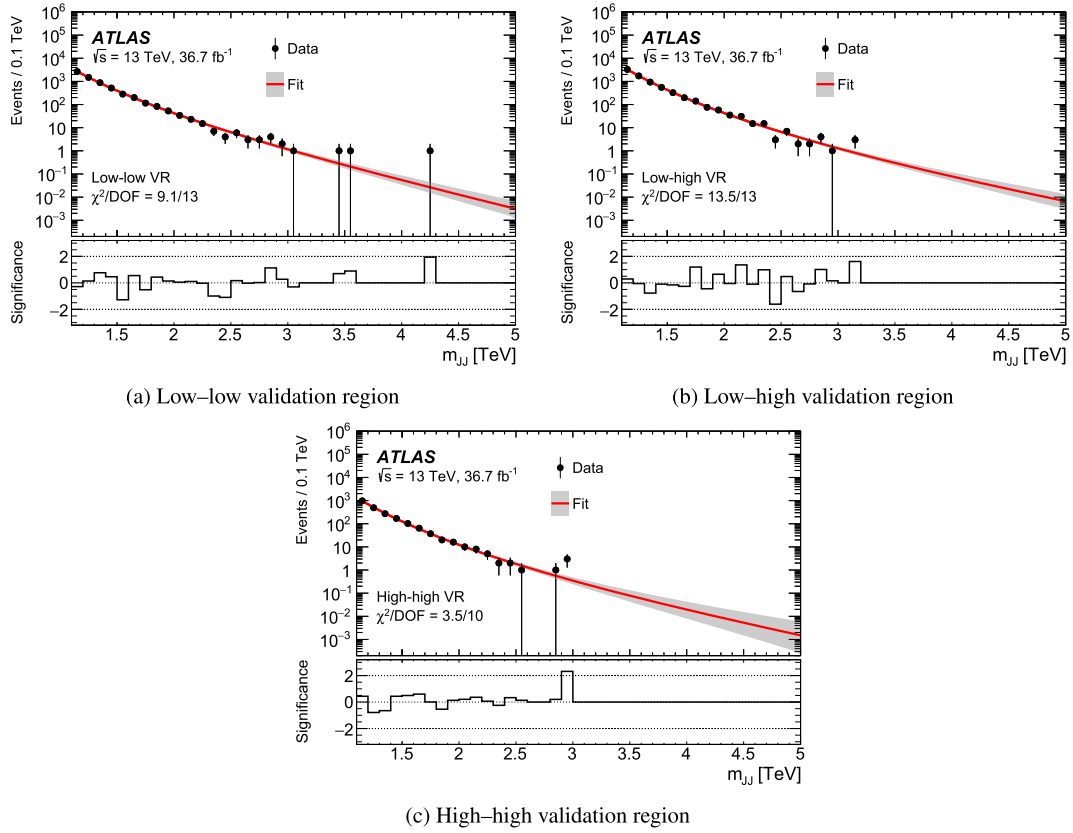 Events / 0.1 TeV
10⁶
10⁵
10⁴
10³
10²
10
1
10⁻¹
10⁻²
10⁻³
ATLAS
√s = 13 TeV, 36.7 fb⁻¹
Data
Fit
Low-low VR
χ²/DOF = 9.1/13
Significance
2
0
−2
1.5 2 2.5 3 3.5 4 4.5 5
m_JJ [TeV]
(a) Low–low validation region
Events / 0.1 TeV
10⁶
10⁵
10⁴
10³
10²
10
1
10⁻¹
10⁻²
10⁻³
ATLAS
√s = 13 TeV, 36.7 fb⁻¹
Data
Fit
Low-high VR
χ²/DOF = 13.5/13
Significance
2
0
−2
1.5 2 2.5 3 3.5 4 4.5 5
m_JJ [TeV]
(b) Low–high validation region
Events / 0.1 TeV
10⁶
10⁵
10⁴
10³
10²
10
1
10⁻¹
10⁻²
10⁻³
ATLAS
√s = 13 TeV, 36.7 fb⁻¹
Data
Fit
High-high VR
χ²/DOF = 3.5/10
Significance
2
0
−2
1.5 2 2.5 3 3.5 4 4.5 5
m_JJ [TeV]
(c) High–high validation region